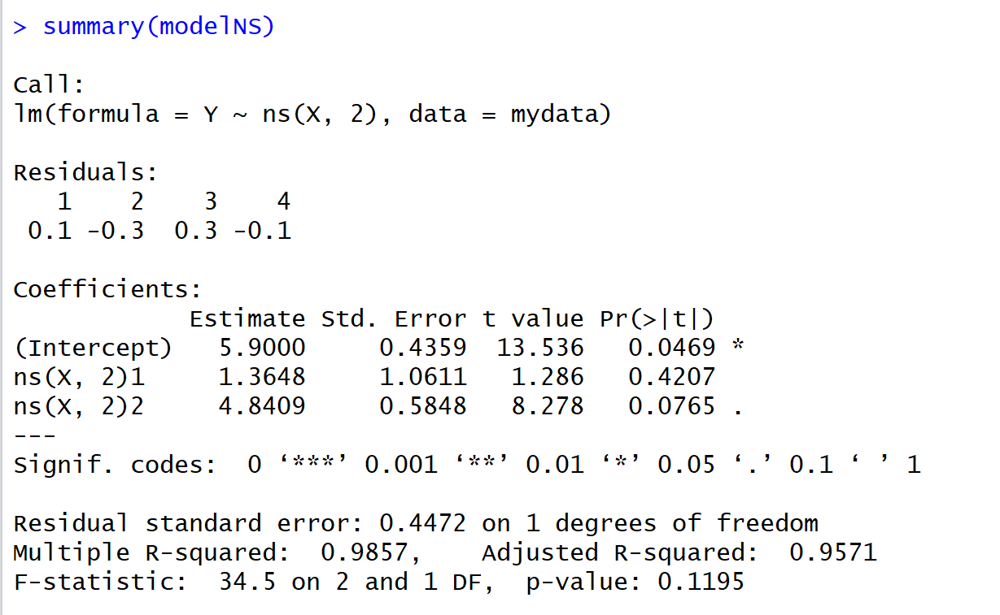 > summary(modelNS)
Call:
lm(formula = Y ~ ns(X, 2), data = mydata)
Residuals:
   1    2    3    4
 0.1 -0.3  0.3 -0.1
Coefficients:
            Estimate Std. Error t value Pr(>|t|)
(Intercept)   5.9000     0.4359  13.536   0.0469 *
ns(X, 2)1     1.3648     1.0611   1.286   0.4207
ns(X, 2)2     4.8409     0.5848   8.278   0.0765 .
---
Signif. codes:  0 ‘***’ 0.001 ‘**’ 0.01 ‘*’ 0.05 ‘.’ 0.1 ‘ ’ 1
Residual standard error: 0.4472 on 1 degrees of freedom
Multiple R-squared:  0.9857,    Adjusted R-squared:  0.9571
F-statistic:  34.5 on 2 and 1 DF,  p-value: 0.1195